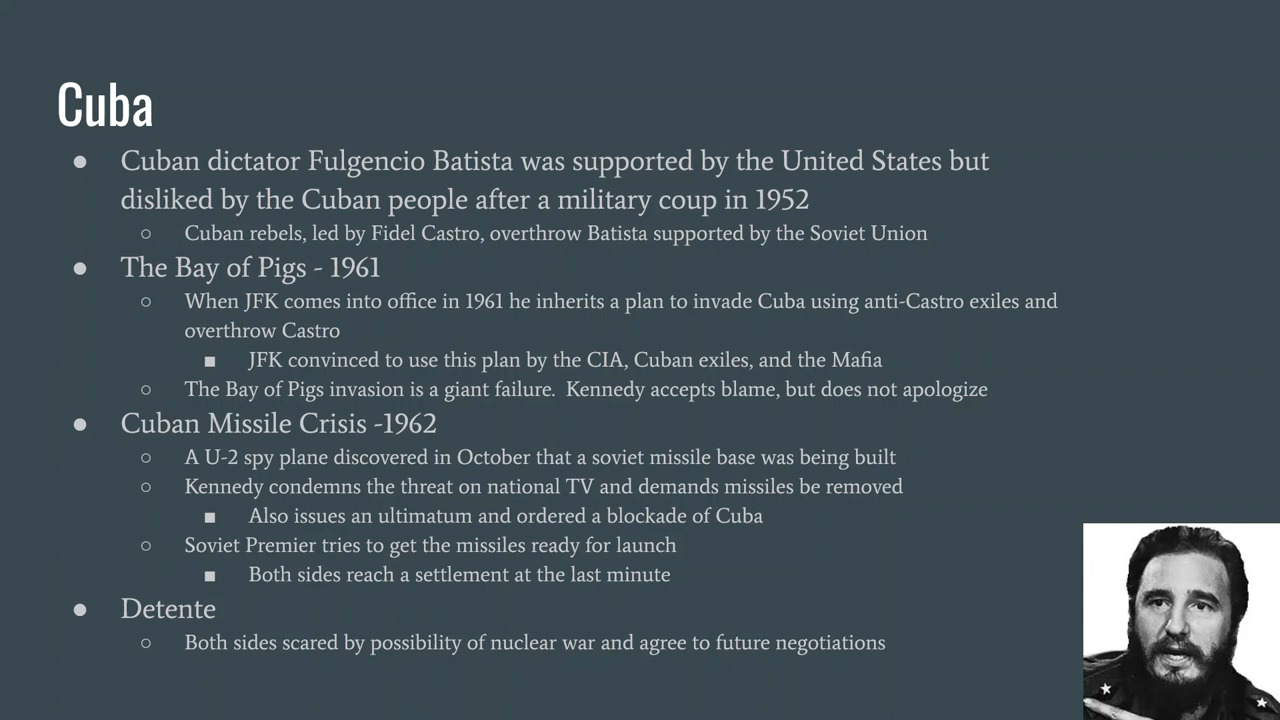 Cuba
● Cuban dictator Fulgencio Batista was supported by the United States but
disliked by the Cuban people after a military coup in 1952
○ Cuban rebels, led by Fidel Castro, overthrow Batista supported by the Soviet Union
● The Bay of Pigs - 1961
○ When JFK comes into office in 1961 he inherits a plan to invade Cuba using anti-Castro exiles and
overthrow Castro
■ JFK convinced to use this plan by the CIA, Cuban exiles, and the Mafia
○ The Bay of Pigs invasion is a giant failure.  Kennedy accepts blame, but does not apologize
● Cuban Missile Crisis -1962
○ A U-2 spy plane discovered in October that a soviet missile base was being built
○ Kennedy condemns the threat on national TV and demands missiles be removed
■ Also issues an ultimatum and ordered a blockade of Cuba
○ Soviet Premier tries to get the missiles ready for launch
■ Both sides reach a settlement at the last minute
● Detente
○ Both sides scared by possibility of nuclear war and agree to future negotiations